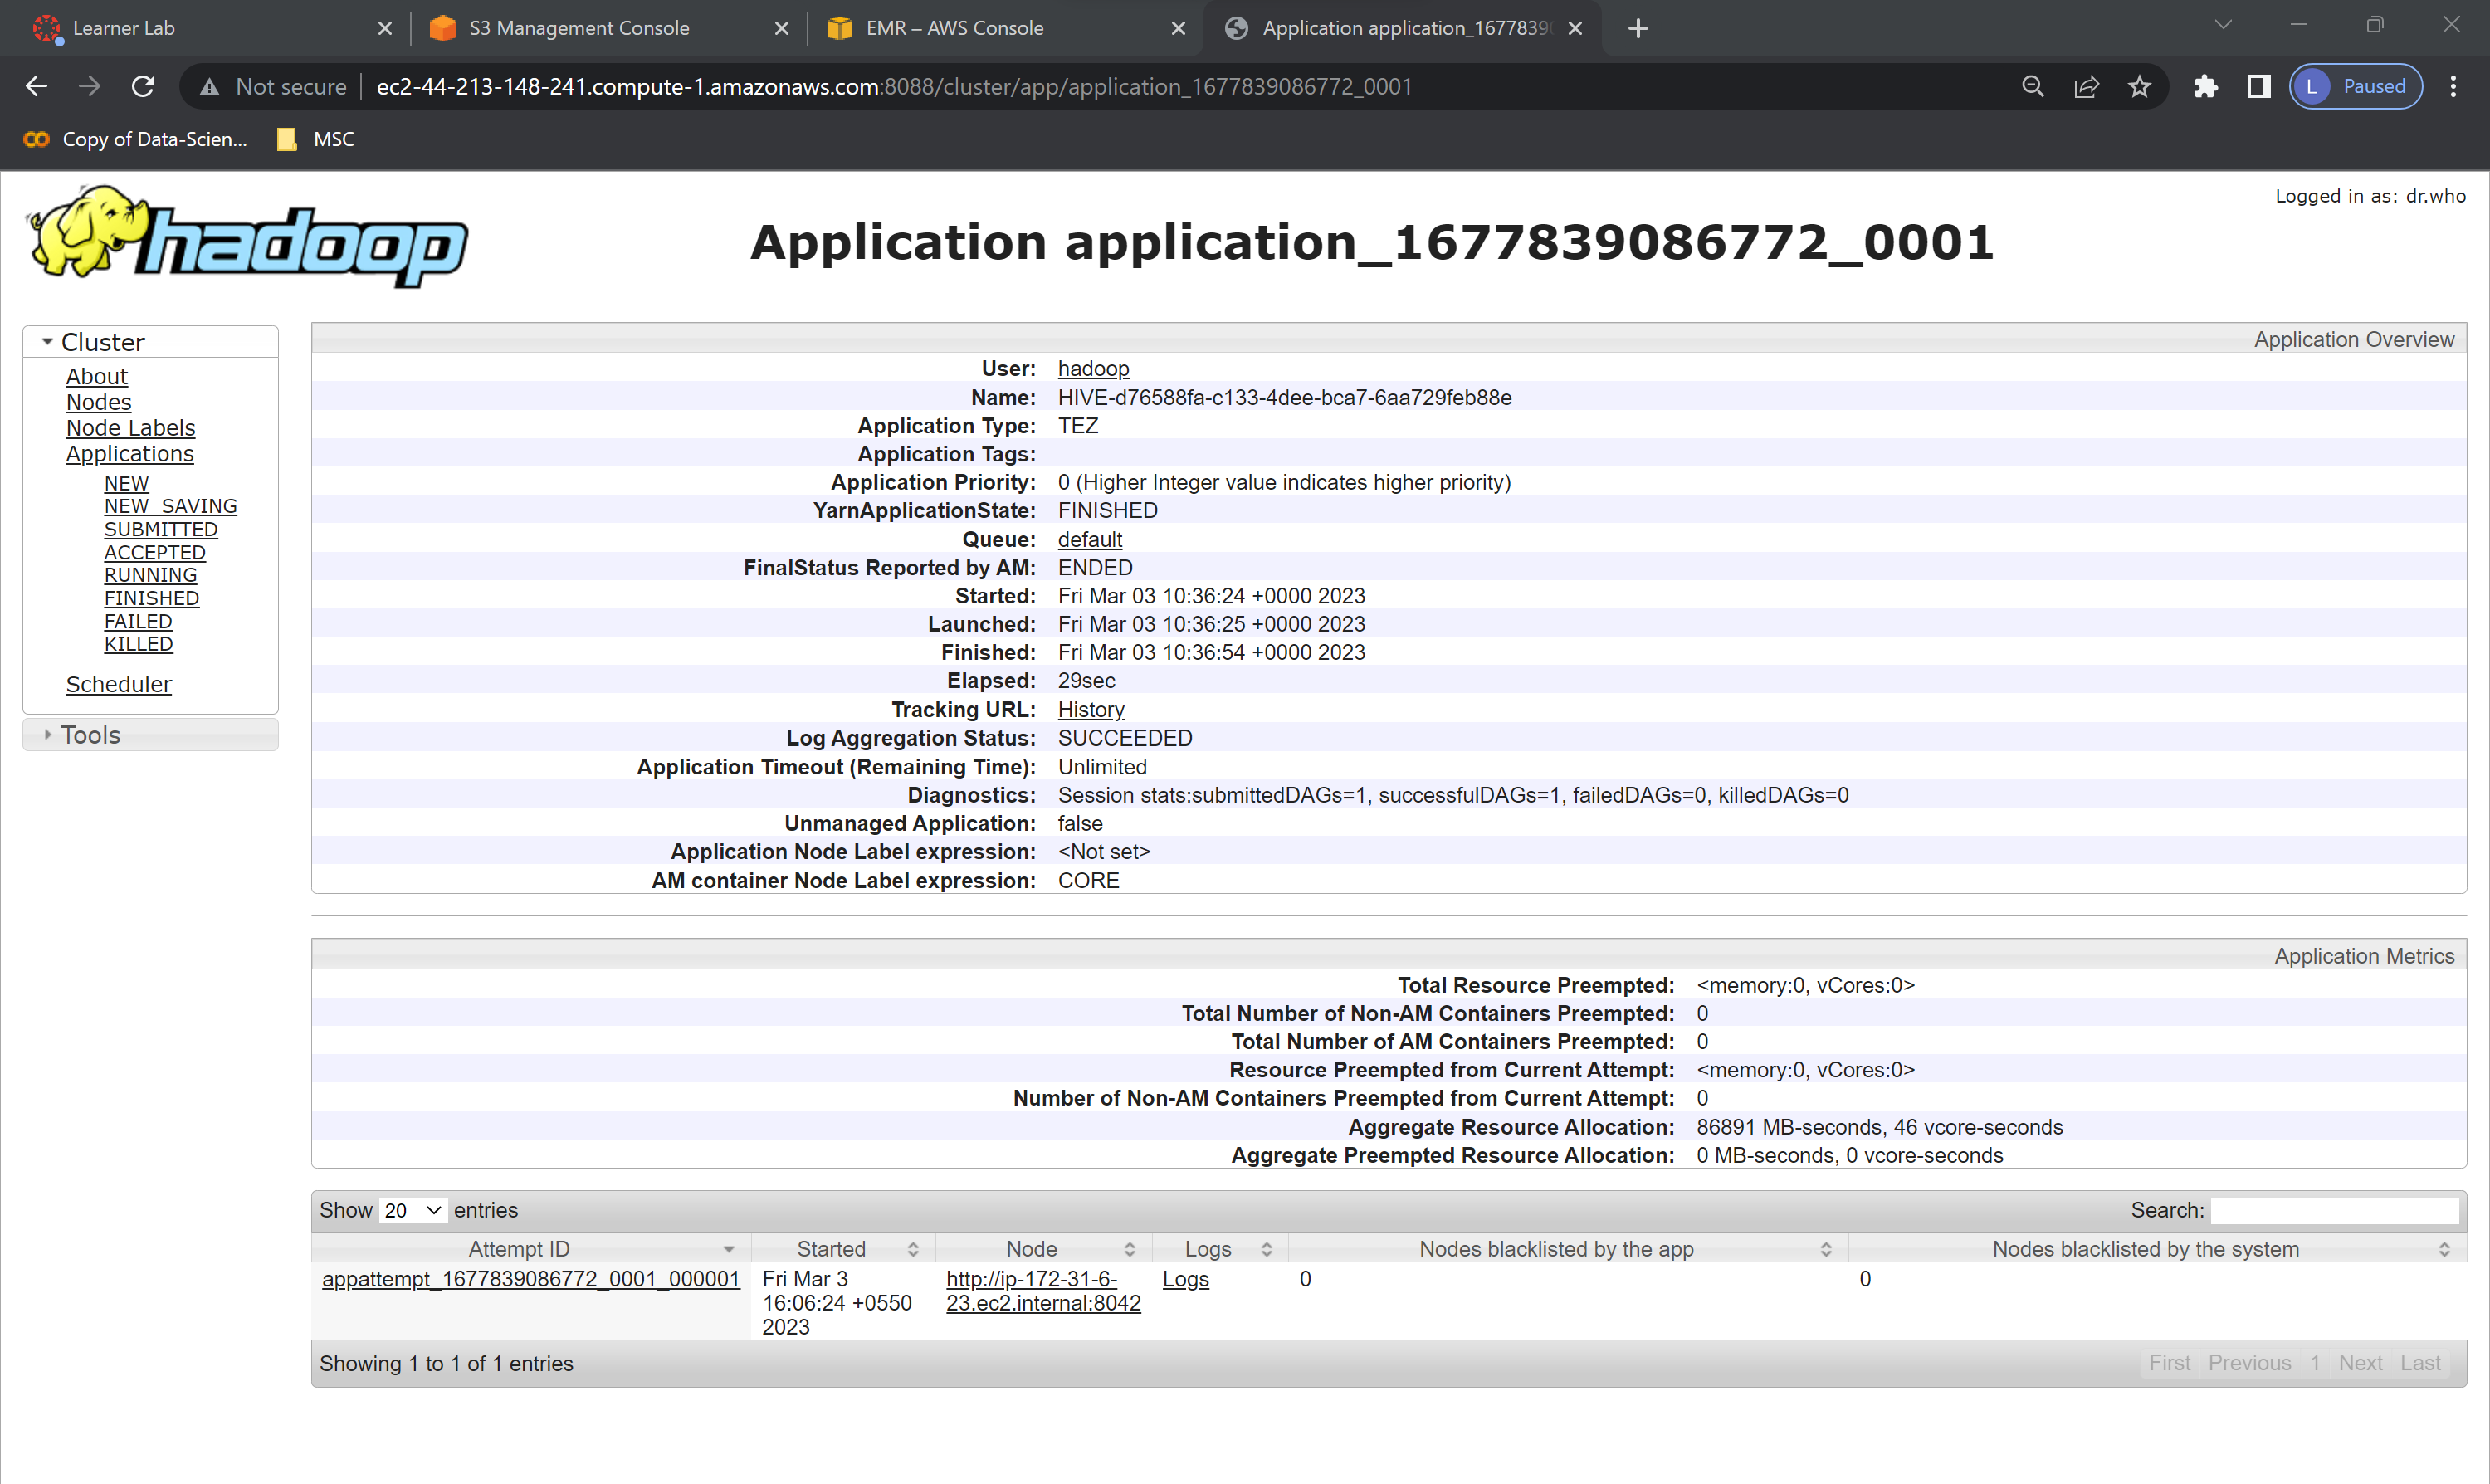 Learner Lab
S3 Management Console
EMR – AWS Console
Application application_1677839
Not secure
ec2-44-213-148-241.compute-1.amazonaws.com:8088/cluster/app/application_1677839086772_0001
L Paused
Copy of Data-Scien...
MSC
hadoop
Logged in as: dr.who
Application application_1677839086772_0001
Cluster
About
Nodes
Node Labels
Applications
NEW
NEW_SAVING
SUBMITTED
ACCEPTED
RUNNING
FINISHED
FAILED
KILLED
Scheduler
Tools
Application Overview
User: hadoop
Name: HIVE-d76588fa-c133-4dee-bca7-6aa729feb88e
Application Type: TEZ
Application Tags:
Application Priority: 0 (Higher Integer value indicates higher priority)
YarnApplicationState: FINISHED
Queue: default
FinalStatus Reported by AM: ENDED
Started: Fri Mar 03 10:36:24 +0000 2023
Launched: Fri Mar 03 10:36:25 +0000 2023
Finished: Fri Mar 03 10:36:54 +0000 2023
Elapsed: 29sec
Tracking URL: History
Log Aggregation Status: SUCCEEDED
Application Timeout (Remaining Time): Unlimited
Diagnostics: Session stats:submittedDAGs=1, successfulDAGs=1, failedDAGs=0, killedDAGs=0
Unmanaged Application: false
Application Node Label expression: <Not set>
AM container Node Label expression: CORE
Application Metrics
Total Resource Preempted: <memory:0, vCores:0>
Total Number of Non-AM Containers Preempted: 0
Total Number of AM Containers Preempted: 0
Resource Preempted from Current Attempt: <memory:0, vCores:0>
Number of Non-AM Containers Preempted from Current Attempt: 0
Aggregate Resource Allocation: 86891 MB-seconds, 46 vcore-seconds
Aggregate Preempted Resource Allocation: 0 MB-seconds, 0 vcore-seconds
Show 20 entries
Search:
Attempt ID Started Node Logs Nodes blacklisted by the app Nodes blacklisted by the system
appattempt_1677839086772_0001_000001 Fri Mar 3 http://ip-172-31-6- Logs 0 0
16:06:24 +0550 23.ec2.internal:8042
2023
Showing 1 to 1 of 1 entries
First Previous 1 Next Last